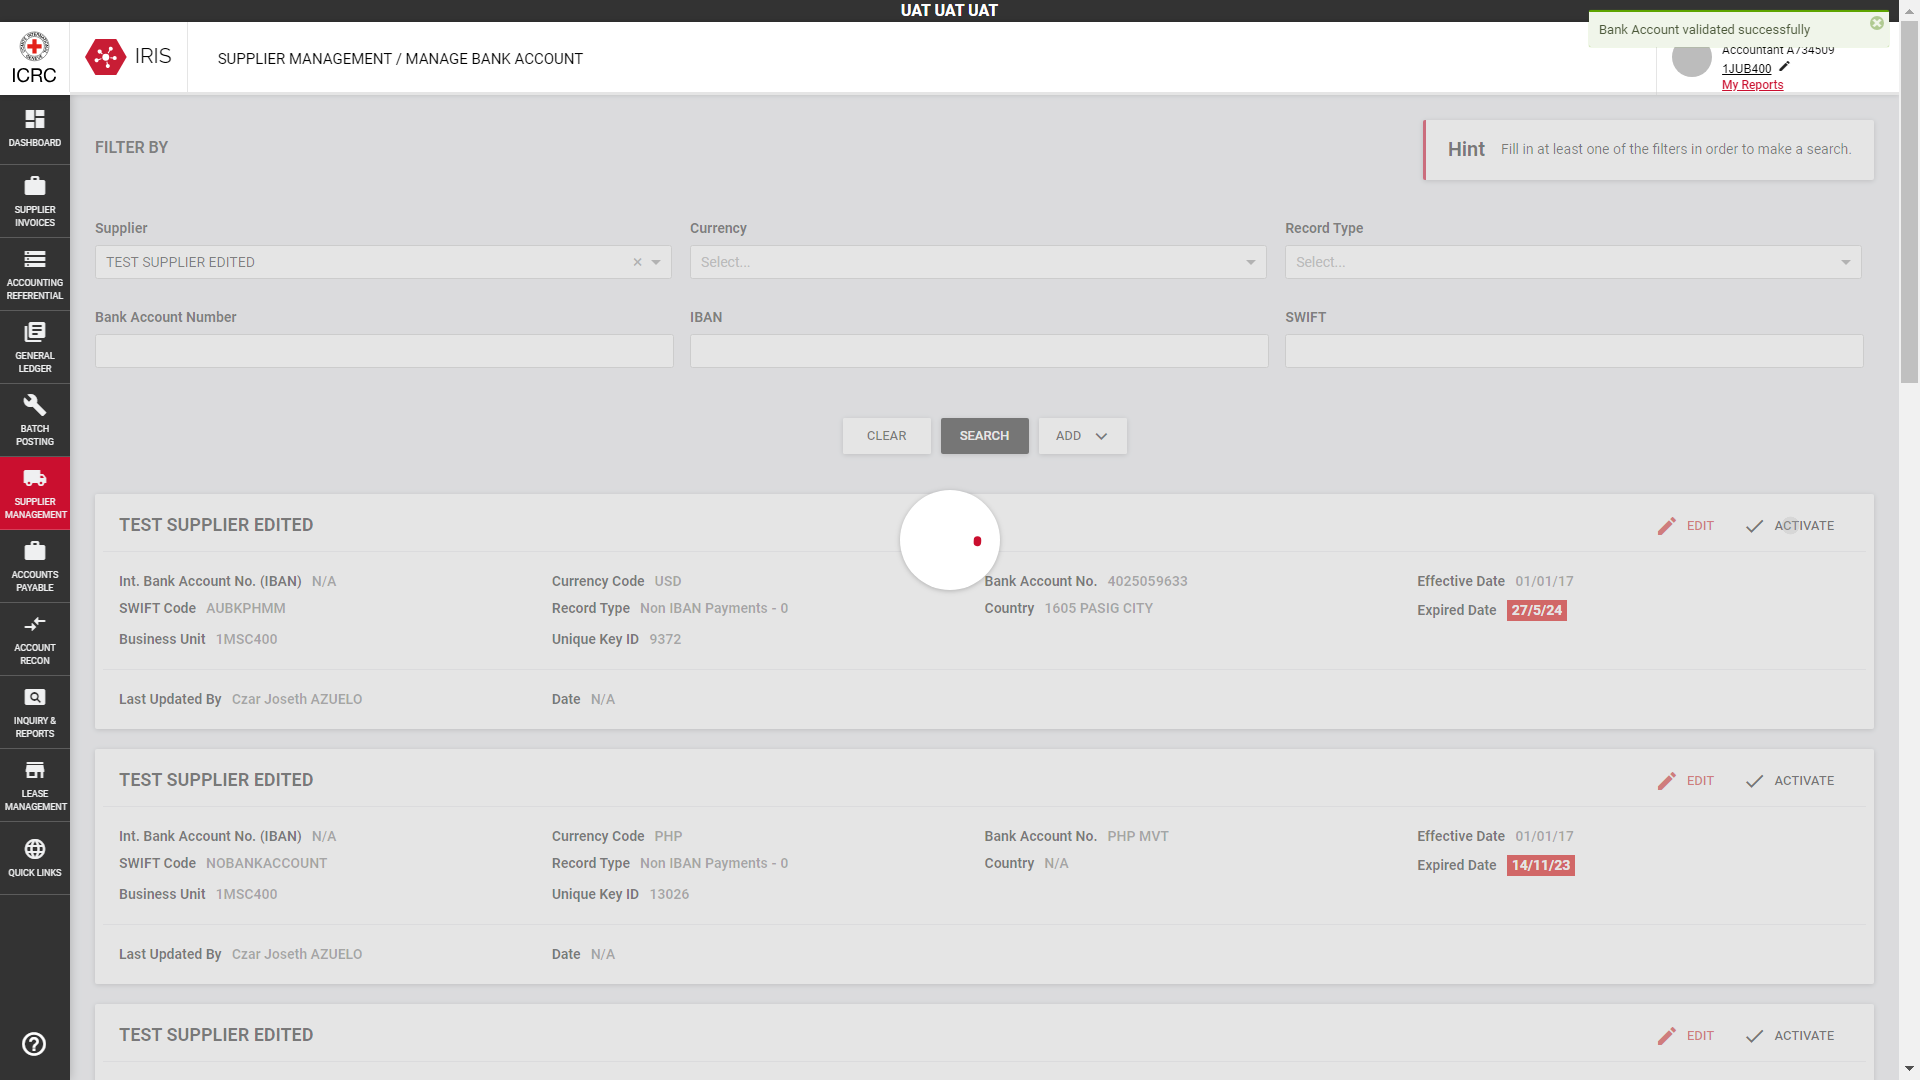 UAT UAT UAT
Bank Account validated successfully
ICRC
IRIS
SUPPLIER MANAGEMENT / MANAGE BANK ACCOUNT
Accountant A734509
1JUB400
My Reports
DASHBOARD
SUPPLIER
INVOICES
ACCOUNTING
REFERENTIAL
GENERAL
LEDGER
BATCH
POSTING
SUPPLIER
MANAGEMENT
ACCOUNTS
PAYABLE
ACCOUNT
RECON
INQUIRY &
REPORTS
LEASE
MANAGEMENT
QUICK LINKS
FILTER BY
Hint Fill in at least one of the filters in order to make a search.
Supplier Currency Record Type
TEST SUPPLIER EDITED Select... Select...
Bank Account Number IBAN SWIFT
CLEAR SEARCH ADD
TEST SUPPLIER EDITED EDIT ACTIVATE
Int. Bank Account No. (IBAN) N/A Currency Code USD Bank Account No. 4025059633 Effective Date 01/01/17
SWIFT Code AUBKPHMM Record Type Non IBAN Payments - 0 Country 1605 PASIG CITY Expired Date 27/5/24
Business Unit 1MSC400 Unique Key ID 9372
Last Updated By Czar Joseth AZUELO Date N/A
TEST SUPPLIER EDITED EDIT ACTIVATE
Int. Bank Account No. (IBAN) N/A Currency Code PHP Bank Account No. PHP MVT Effective Date 01/01/17
SWIFT Code NOBANKACCOUNT Record Type Non IBAN Payments - 0 Country N/A Expired Date 14/11/23
Business Unit 1MSC400 Unique Key ID 13026
Last Updated By Czar Joseth AZUELO Date N/A
TEST SUPPLIER EDITED EDIT ACTIVATE